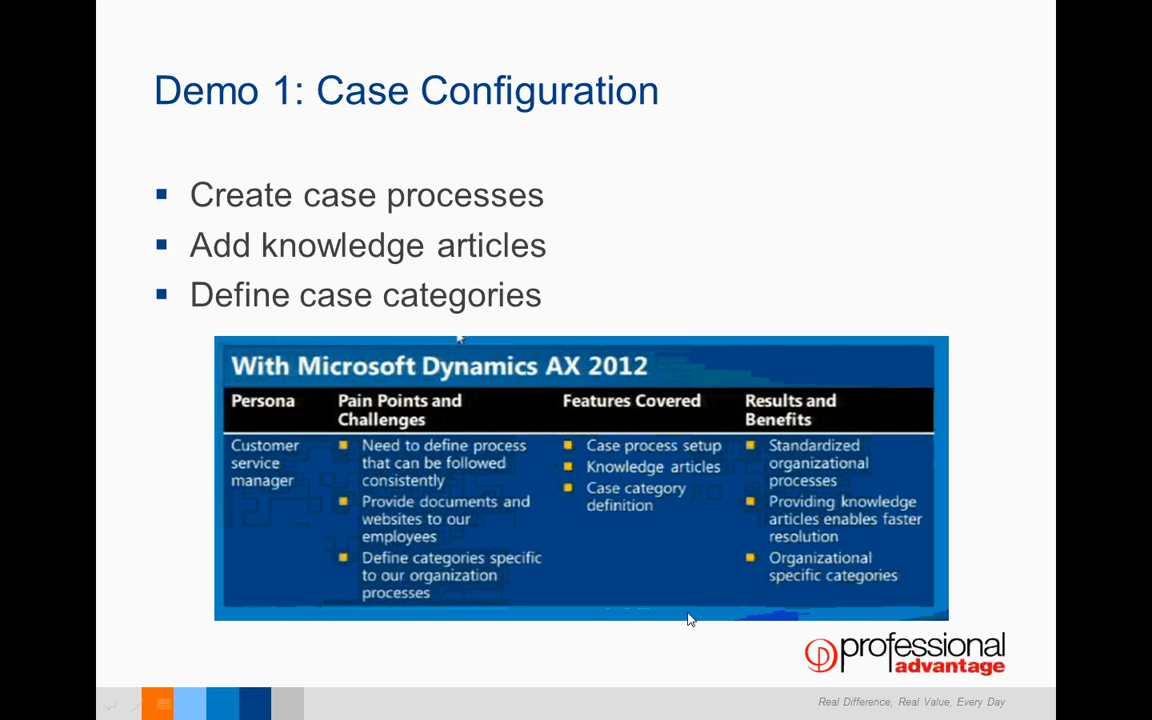 Demo 1: Case Configuration
Create case processes
Add knowledge articles
Define case categories
With Microsoft Dynamics AX 2012
Persona
Pain Points and
Challenges
Features Covered
Results and
Benefits
Customer
service
manager
Need to define process
that can be followed
consistently
Provide documents and
websites to our
employees
Define categories specific
to our organization
processes
Case process setup
Knowledge articles
Case category
definition
Standardized
organizational
processes
Providing knowledge
articles enables faster
resolution
Organizational
specific categories
professional
advantage
Real Difference, Real Value, Every Day